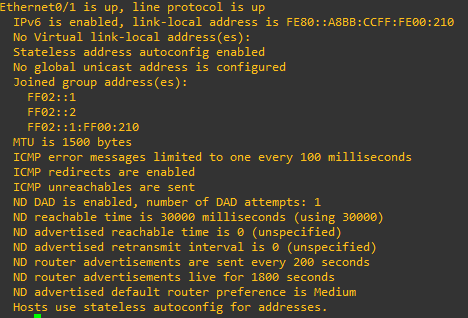 Ethernet0/1 is up, line protocol is up
IPv6 is enabled, link-local address is FE80::A8BB:CCFF:FE00:210
No Virtual link-local address(es):
Stateless address autoconfig enabled
No global unicast address is configured
Joined group address(es):
FF02::1
FF02::2
FF02::1:FF00:210
MTU is 1500 bytes
ICMP error messages limited to one every 100 milliseconds
ICMP redirects are enabled
ICMP unreachables are sent
ND DAD is enabled, number of DAD attempts: 1
ND reachable time is 30000 milliseconds (using 30000)
ND advertised reachable time is 0 (unspecified)
ND advertised retransmit interval is 0 (unspecified)
ND router advertisements are sent every 200 seconds
ND router advertisements live for 1800 seconds
ND advertised default router preference is Medium
Hosts use stateless autoconfig for addresses.